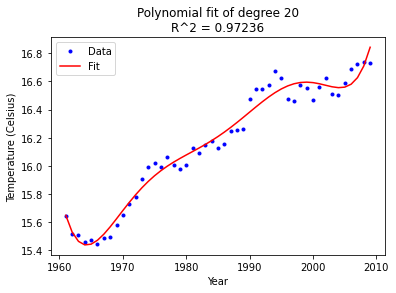 Polynomial fit of degree 20
R^2 = 0.97236
Data
Fit
Temperature (Celsius)
16.8
16.6
16.4
16.2
16.0
15.8
15.6
15.4
1960 1970 1980 1990 2000 2010
Year